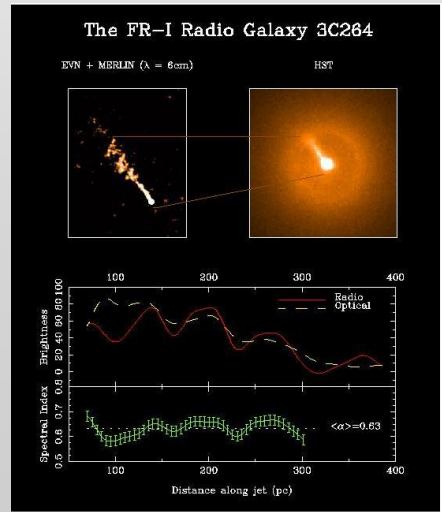 The FR-I Radio Galaxy 3C264
EVN + MERLIN (λ = 6cm)
HST
100 200 300 400
Radio
Optical
Brightness
0 20 40 60 80 100
Spectral Index
0.5 0.6 0.7 0.8
<α>=0.63
100 200 300 400
Distance along jet (pc)